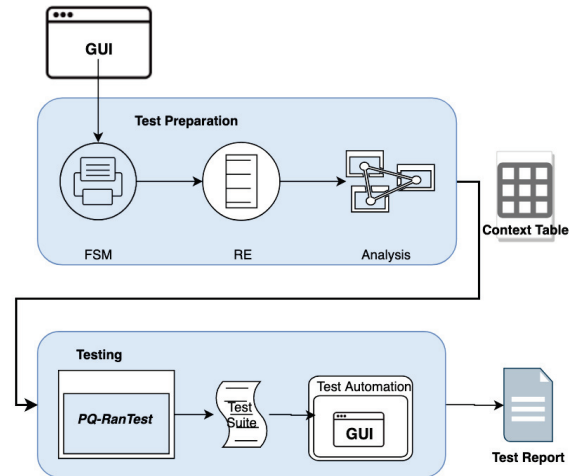 GUI
Test Preparation
FSM
RE
Analysis
Context Table
Testing
PQ-RanTest
Test
Suite
Test Automation
GUI
Test Report